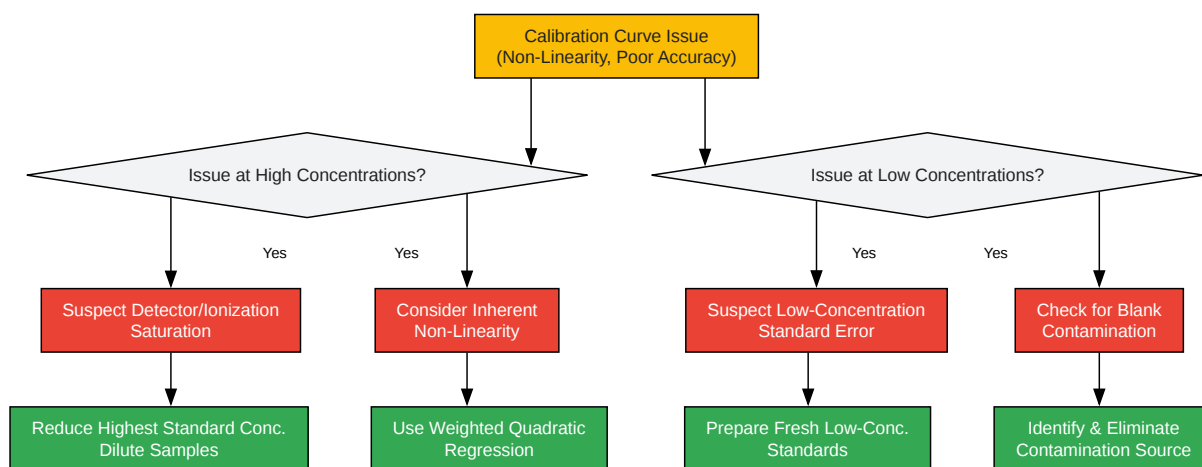 Calibration Curve Issue
(Non-Linearity, Poor Accuracy)
Issue at High Concentrations?
Issue at Low Concentrations?
Yes
Yes
Yes
Yes
Suspect Detector/Ionization
Saturation
Consider Inherent
Non-Linearity
Suspect Low-Concentration
Standard Error
Check for Blank
Contamination
Reduce Highest Standard Conc.
Dilute Samples
Use Weighted Quadratic
Regression
Prepare Fresh Low-Conc.
Standards
Identify & Eliminate
Contamination Source